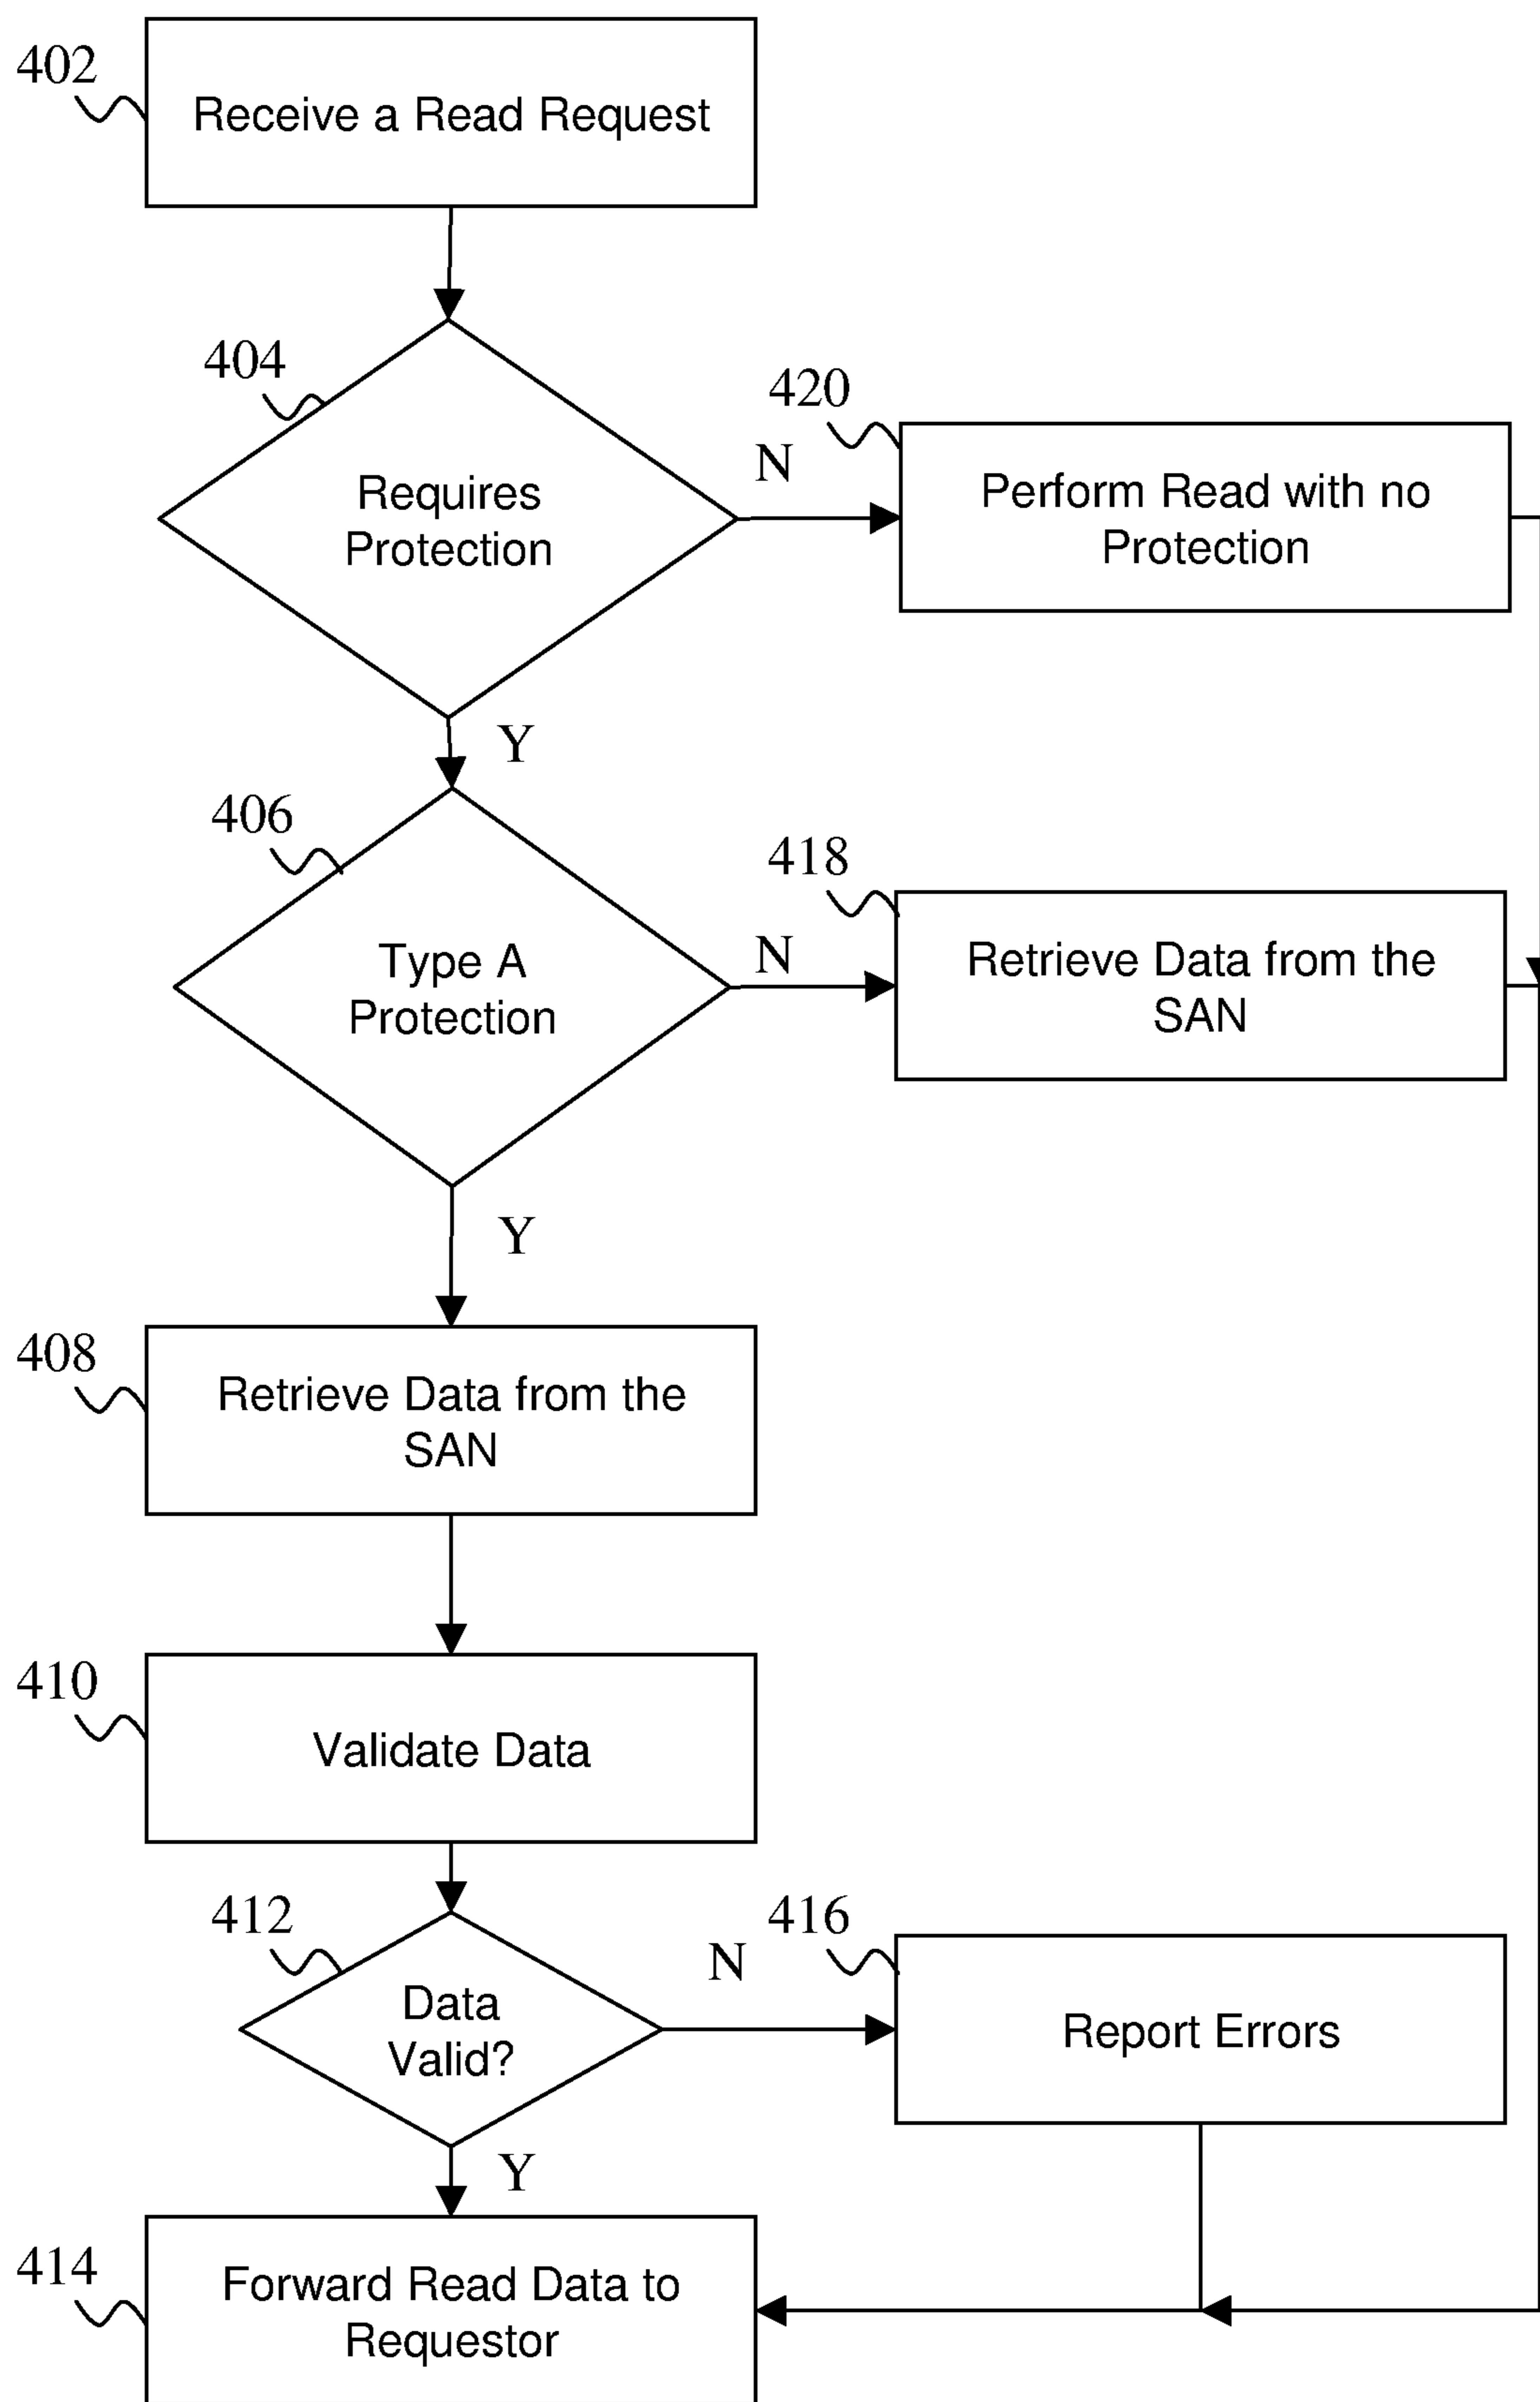 402
Receive a Read Request
404
Requires
Protection
N
420
Perform Read with no
Protection
Y
406
Type A
Protection
N
418
Retrieve Data from the
SAN
Y
408
Retrieve Data from the
SAN
410
Validate Data
412
Data
Valid?
N
416
Report Errors
Y
414
Forward Read Data to
Requestor